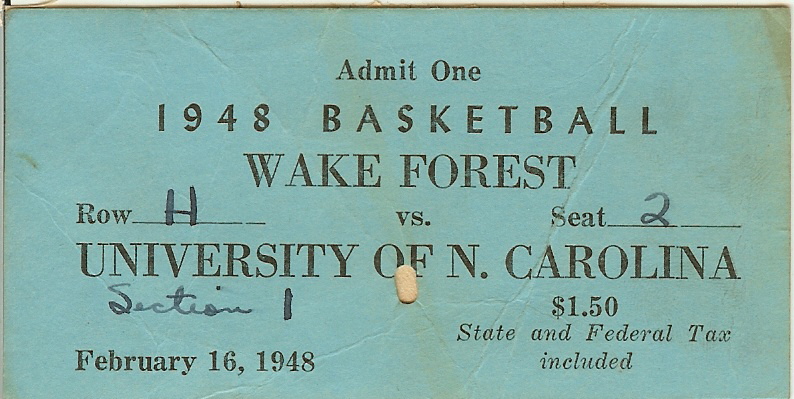 Admit One
1948 BASKETBALL
WAKE FOREST
Row H vs. Seat 2
UNIVERSITY OF N. CAROLINA
Section 1
$1.50
State and Federal Tax
included
February 16, 1948